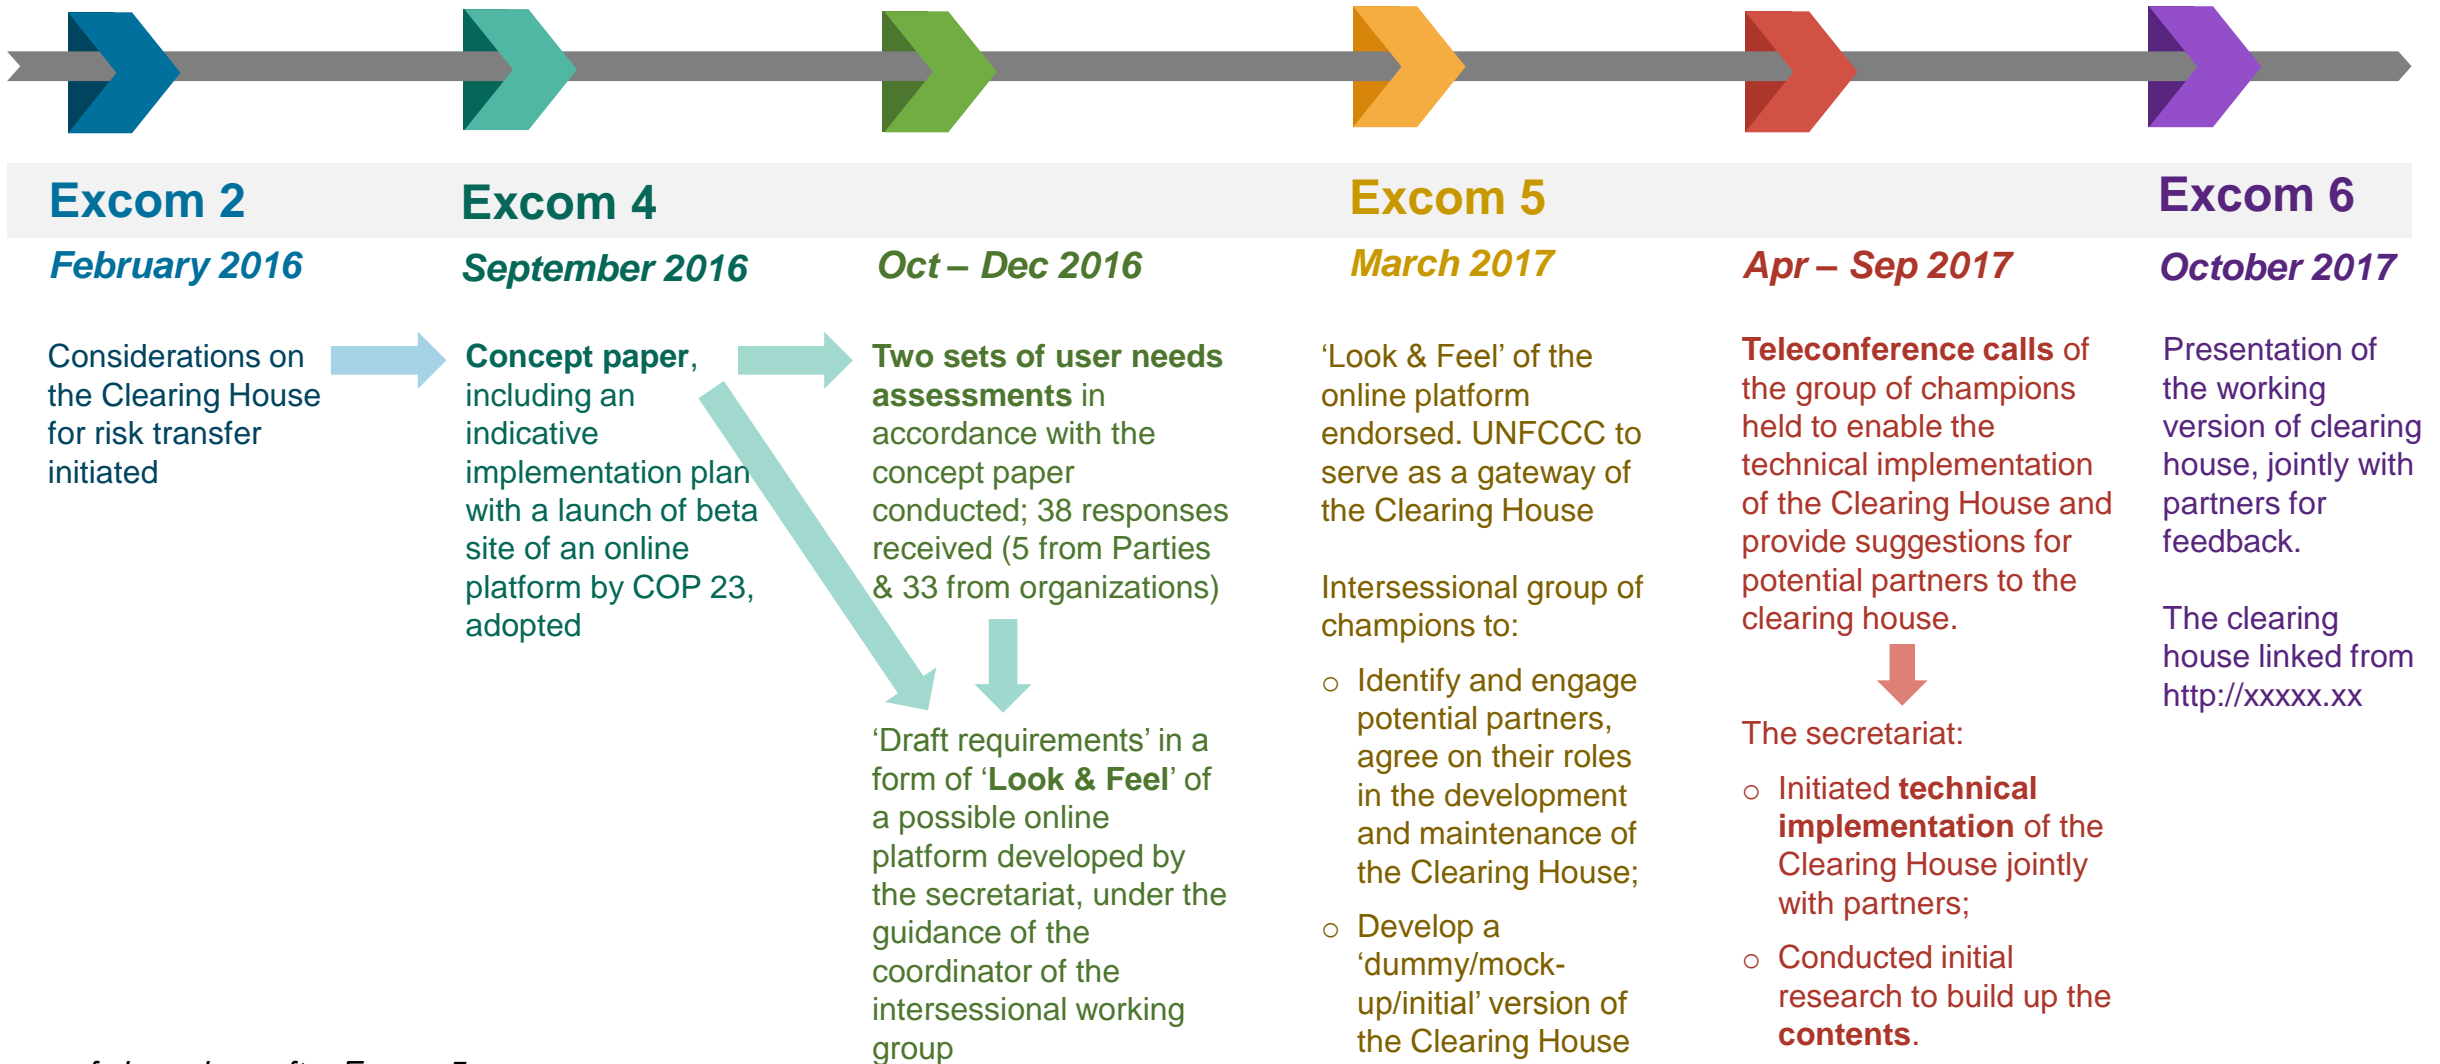 Excom 2
February 2016
Considerations on
the Clearing House
for risk transfer
initiated
Excom 4
September 2016
Concept paper,
including an
indicative
implementation plan
with a launch of beta
site of an online
platform by COP 23,
adopted
Oct – Dec 2016
Two sets of user needs
assessments in
accordance with the
concept paper
conducted; 38 responses
received (5 from Parties
& 33 from organizations)
‘Draft requirements’ in a
form of ‘Look & Feel’ of
a possible online
platform developed by
the secretariat, under the
guidance of the
coordinator of the
intersessional working
group
Excom 5
March 2017
‘Look & Feel’ of the
online platform
endorsed. UNFCCC to
serve as a gateway of
the Clearing House
Intersessional group of
champions to:
○ Identify and engage
potential partners,
agree on their roles
in the development
and maintenance of
the Clearing House;
○ Develop a
‘dummy/mock-
up/initial’ version of
the Clearing House
Apr – Sep 2017
Teleconference calls of
the group of champions
held to enable the
technical implementation
of the Clearing House and
provide suggestions for
potential partners to the
clearing house.
The secretariat:
○ Initiated technical
implementation of the
Clearing House jointly
with partners;
○ Conducted initial
research to build up the
contents.
Excom 6
October 2017
Presentation of
the working
version of clearing
house, jointly with
partners for
feedback.
The clearing
house linked from
http://xxxxx.xx